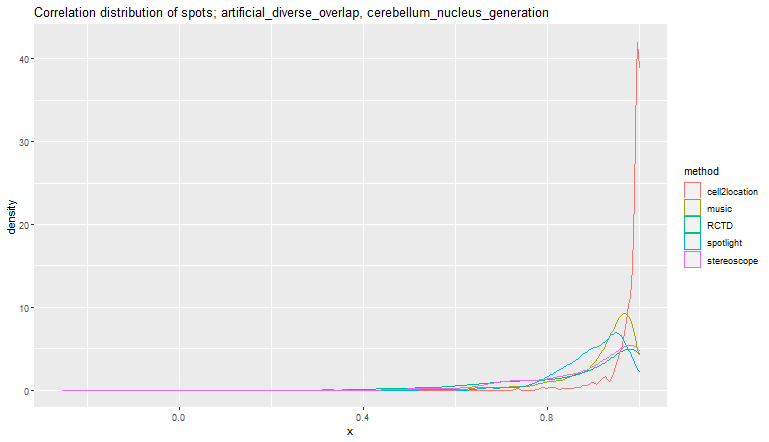 Correlation distribution of spots; artificial_diverse_overlap, cerebellum_nucleus_generation
40
30
20
10
0
density
0.0
0.4
0.8
x
method
cell2location
music
RCTD
spotlight
stereoscope